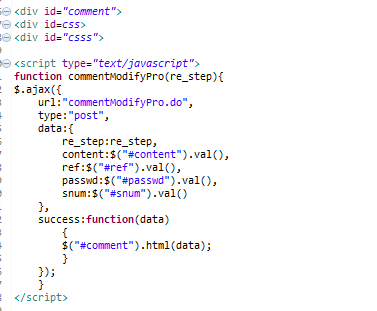 <div id="comment">
<div id=css>
<div id="csss">
<script type="text/javascript">
function commentModifyPro(re_step){
$.ajax({
url:"commentModifyPro.do",
type:"post",
data:{
re_step:re_step,
content:$("#content").val(),
ref:$("#ref").val(),
passwd:$("#passwd").val(),
snum:$("#snum").val()
},
success:function(data)
{
$("#comment").html(data);
}
});
}
</script>